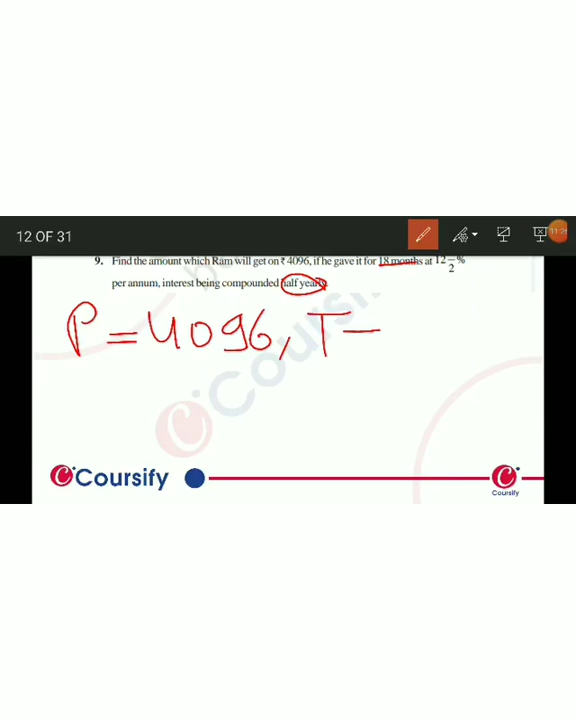 12 OF 31
9. Find the amount which Ram will get on ₹ 4096, if he gave it for 18 months at 12 – 2 %
per annum, interest being compounded half yearly.
P = 4096, T –
Coursify
Coursify